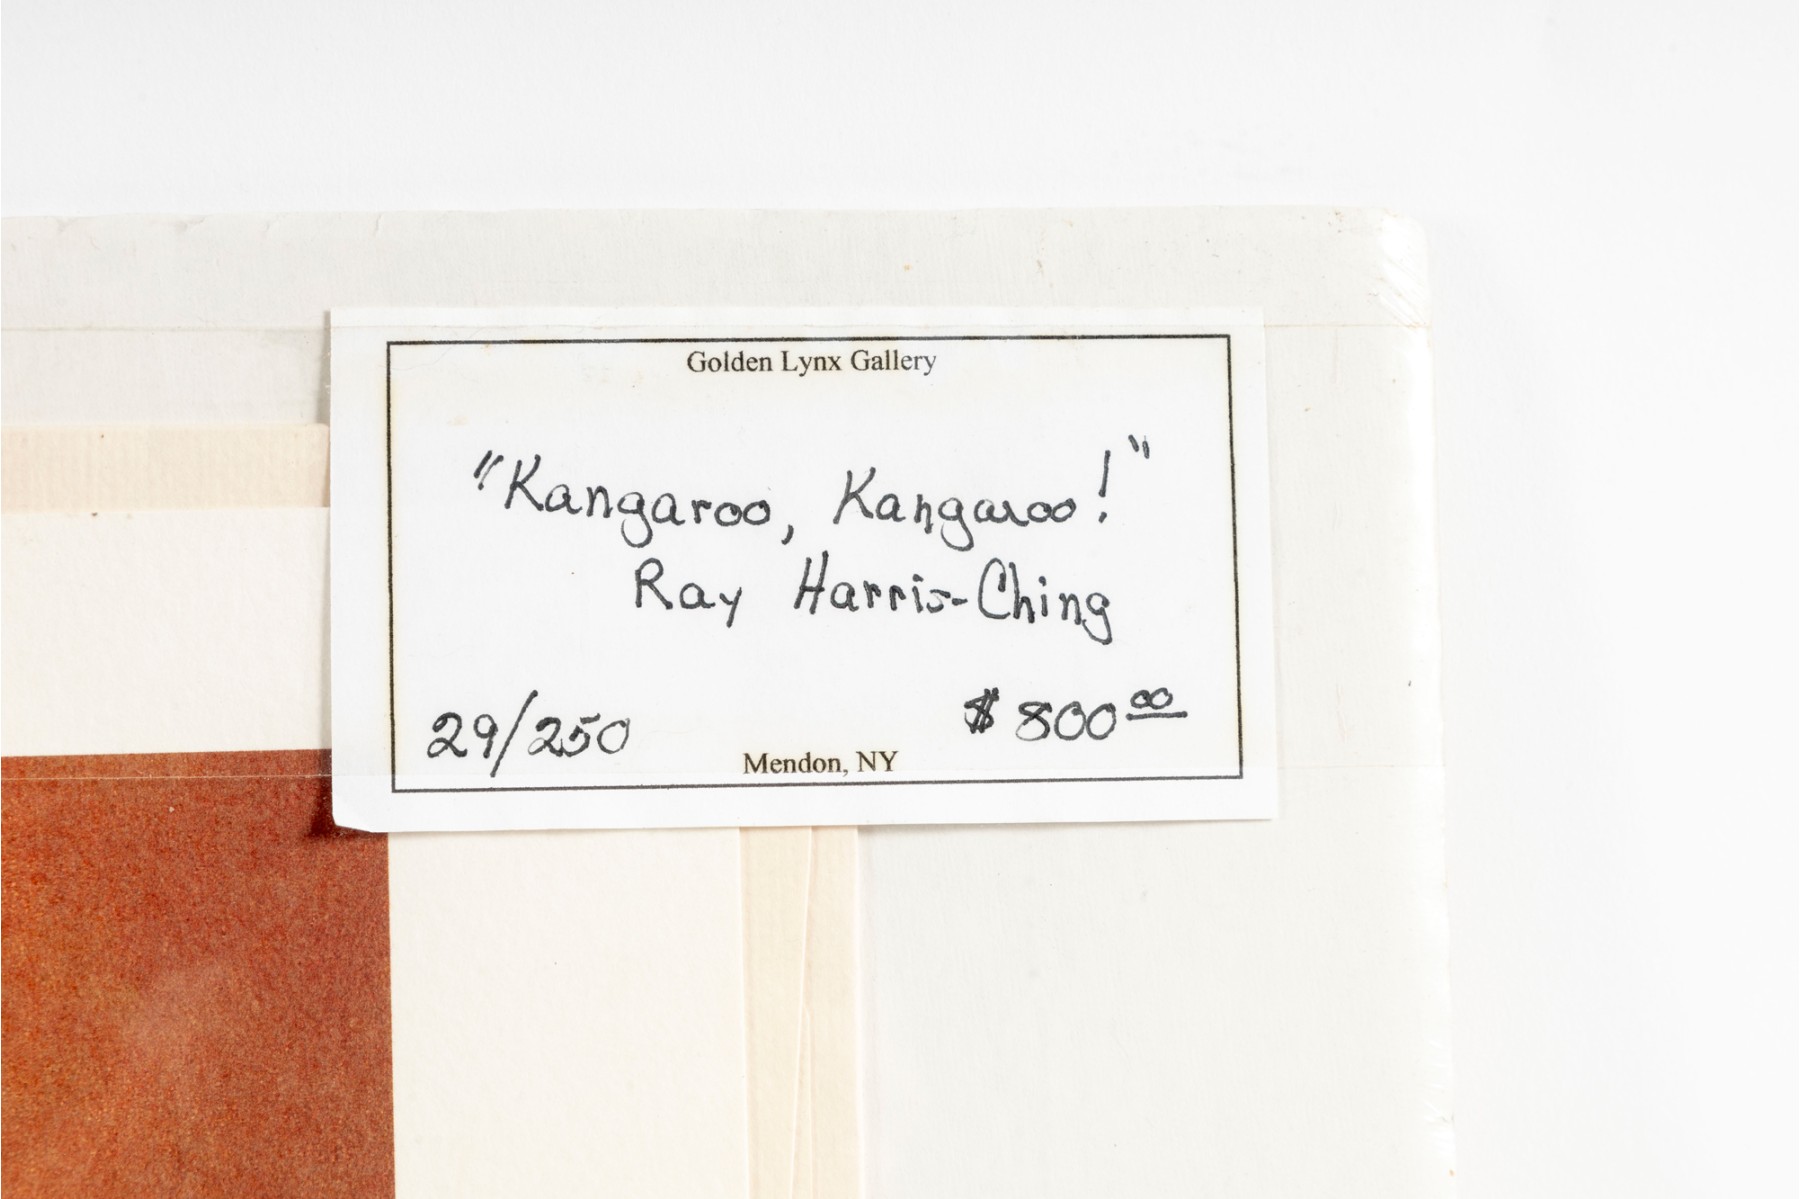 Golden Lynx Gallery
"Kangaroo, Kangaroo!"
Ray Harris-Ching
29/250 $800.00
Mendon, NY